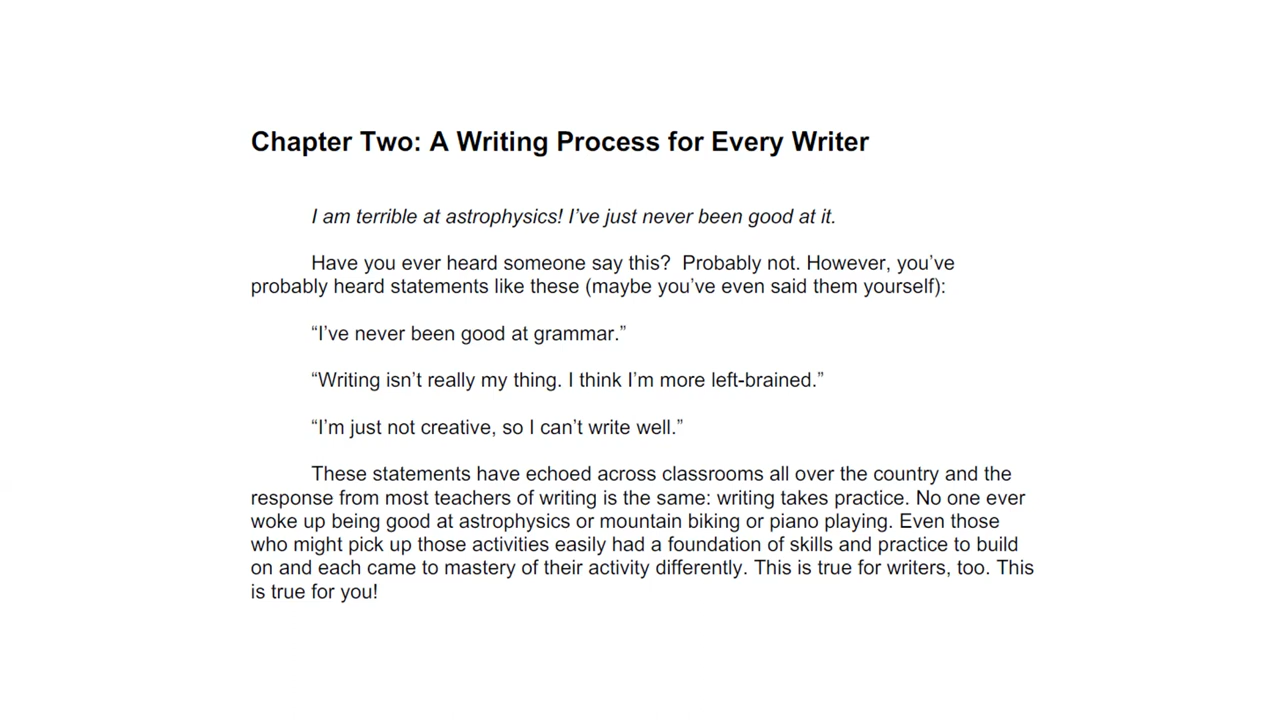 Chapter Two: A Writing Process for Every Writer
I am terrible at astrophysics! I’ve just never been good at it.
Have you ever heard someone say this?  Probably not. However, you’ve
probably heard statements like these (maybe you’ve even said them yourself):
“I’ve never been good at grammar.”
“Writing isn’t really my thing. I think I’m more left-brained.”
“I’m just not creative, so I can’t write well.”
These statements have echoed across classrooms all over the country and the
response from most teachers of writing is the same: writing takes practice. No one ever
woke up being good at astrophysics or mountain biking or piano playing. Even those
who might pick up those activities easily had a foundation of skills and practice to build
on and each came to mastery of their activity differently. This is true for writers, too. This
is true for you!